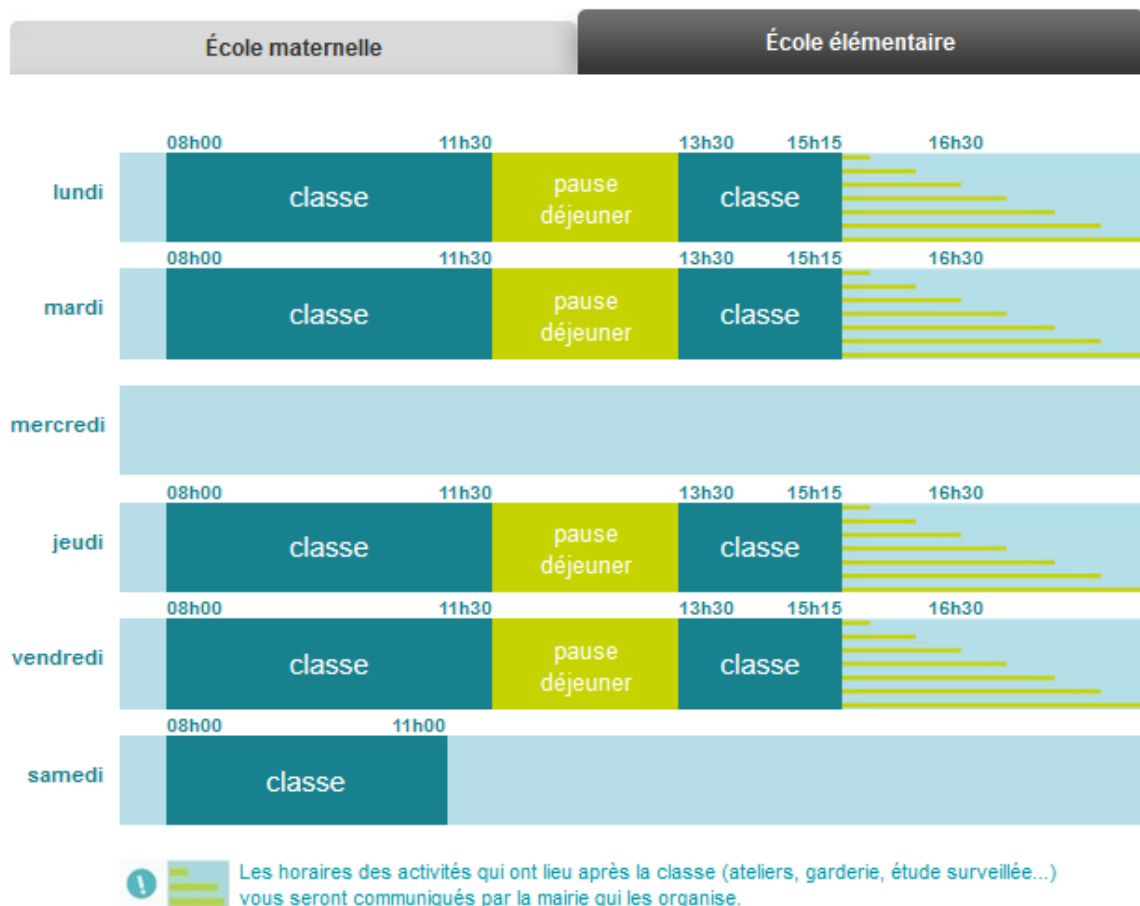 École maternelle
École élémentaire
08h00 11h30 13h30 15h15 16h30
lundi classe pause déjeuner classe
08h00 11h30 13h30 15h15 16h30
mardi classe pause déjeuner classe
mercredi
08h00 11h30 13h30 15h15 16h30
jeudi classe pause déjeuner classe
08h00 11h30 13h30 15h15 16h30
vendredi classe pause déjeuner classe
08h00 11h00
samedi classe
! Les horaires des activités qui ont lieu après la classe (ateliers, garderie, étude surveillée...)
vous seront communiqués par la mairie qui les organise.